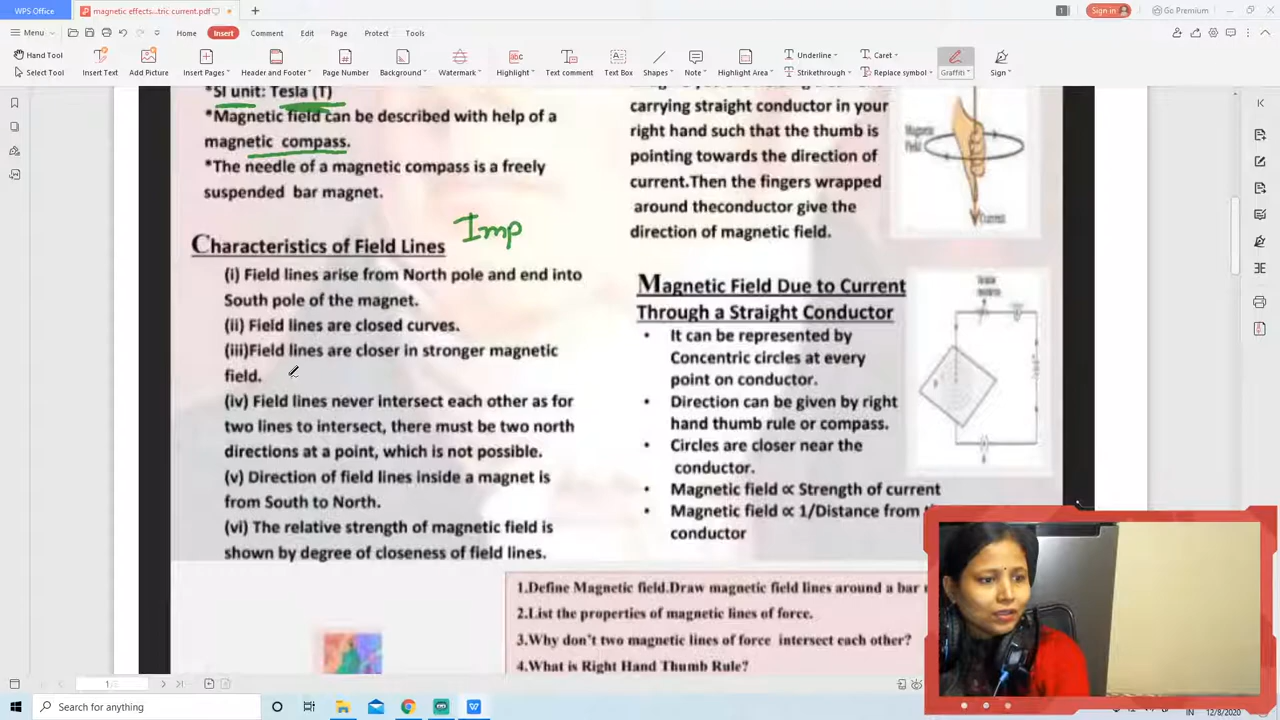 WPS Office
magnetic effects...tric current.pdf
1
Sign in
Go Premium
Menu
Home
Insert
Comment
Edit
Page
Protect
Tools
Hand Tool
Select Tool
Insert Text
Add Picture
Insert Pages
Header and Footer
Page Number
Background
Watermark
Highlight
Text comment
Text Box
Shapes
Note
Highlight Area
Underline
Strikethrough
Caret
Replace symbol
Graffiti
Sign
*SI unit: Tesla (T)
*Magnetic field can be described with help of a
magnetic compass.
*The needle of a magnetic compass is a freely
suspended bar magnet.
Imp
Characteristics of Field Lines
(i) Field lines arise from North pole and end into
South pole of the magnet.
(ii) Field lines are closed curves.
(iii)Field lines are closer in stronger magnetic
field.
(iv) Field lines never intersect each other as for
two lines to intersect, there must be two north
directions at a point, which is not possible.
(v) Direction of field lines inside a magnet is
from South to North.
(vi) The relative strength of magnetic field is
shown by degree of closeness of field lines.
carrying straight conductor in your
right hand such that the thumb is
pointing towards the direction of
current.Then the fingers wrapped
around theconductor give the
direction of magnetic field.
Magnetic
Field
Current
Magnetic Field Due to Current
Through a Straight Conductor
• It can be represented by
Concentric circles at every
point on conductor.
• Direction can be given by right
hand thumb rule or compass.
• Circles are closer near the
conductor.
• Magnetic field ∝ Strength of current
• Magnetic field ∝ 1/Distance from
conductor
1.Define Magnetic field.Draw magnetic field lines around a bar
2.List the properties of magnetic lines of force.
3.Why don't two magnetic lines of force intersect each other?
4.What is Right Hand Thumb Rule?
Search for anything
IN
12/8/2020